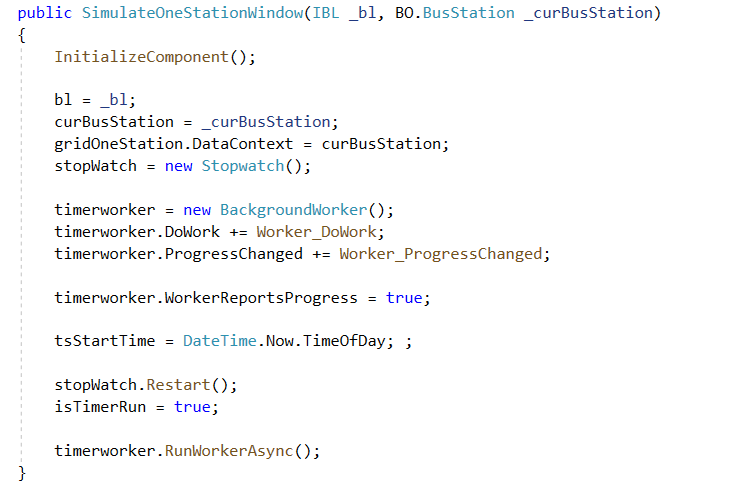 public SimulateOneStationWindow(IBL _bl, BO.BusStation _curBusStation)
{
InitializeComponent();
bl = _bl;
curBusStation = _curBusStation;
gridOneStation.DataContext = curBusStation;
stopWatch = new Stopwatch();
timerworker = new BackgroundWorker();
timerworker.DoWork += Worker_DoWork;
timerworker.ProgressChanged += Worker_ProgressChanged;
timerworker.WorkerReportsProgress = true;
tsStartTime = DateTime.Now.TimeOfDay; ;
stopWatch.Restart();
isTimerRun = true;
timerworker.RunWorkerAsync();
}